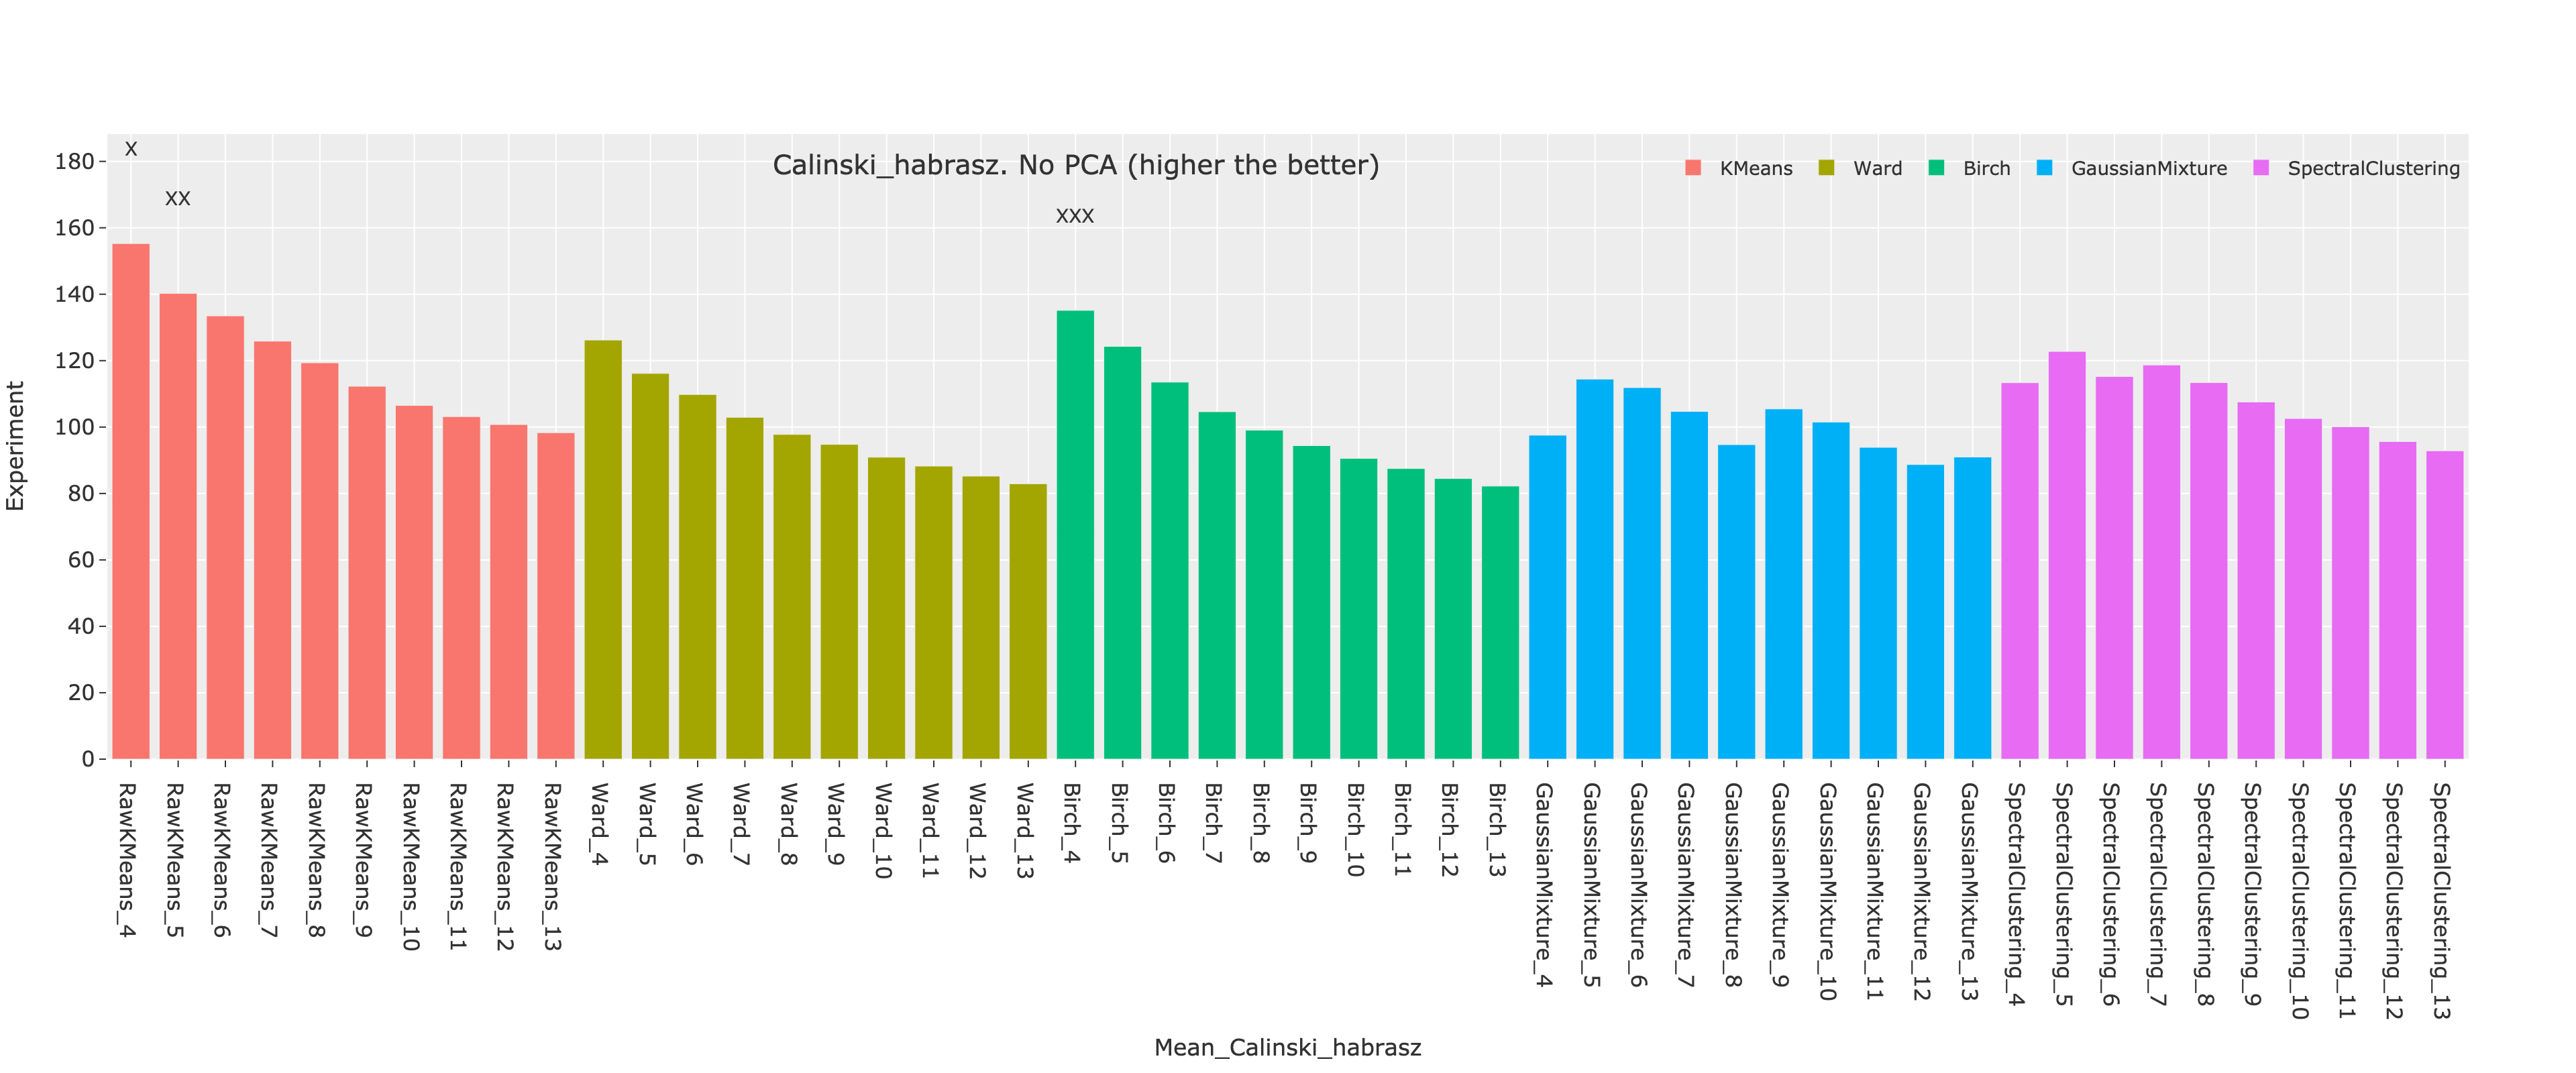 Calinski_habrasz. No PCA (higher the better)
KMeans
Ward
Birch
GaussianMixture
SpectralClustering
X
XX
XXX
Experiment
180
160
140
120
100
80
60
40
20
0
RawKMeans_4
RawKMeans_5
RawKMeans_6
RawKMeans_7
RawKMeans_8
RawKMeans_9
RawKMeans_10
RawKMeans_11
RawKMeans_12
RawKMeans_13
Ward_4
Ward_5
Ward_6
Ward_7
Ward_8
Ward_9
Ward_10
Ward_11
Ward_12
Ward_13
Birch_4
Birch_5
Birch_6
Birch_7
Birch_8
Birch_9
Birch_10
Birch_11
Birch_12
Birch_13
GaussianMixture_4
GaussianMixture_5
GaussianMixture_6
GaussianMixture_7
GaussianMixture_8
GaussianMixture_9
GaussianMixture_10
GaussianMixture_11
GaussianMixture_12
GaussianMixture_13
SpectralClustering_4
SpectralClustering_5
SpectralClustering_6
SpectralClustering_7
SpectralClustering_8
SpectralClustering_9
SpectralClustering_10
SpectralClustering_11
SpectralClustering_12
SpectralClustering_13
Mean_Calinski_habrasz